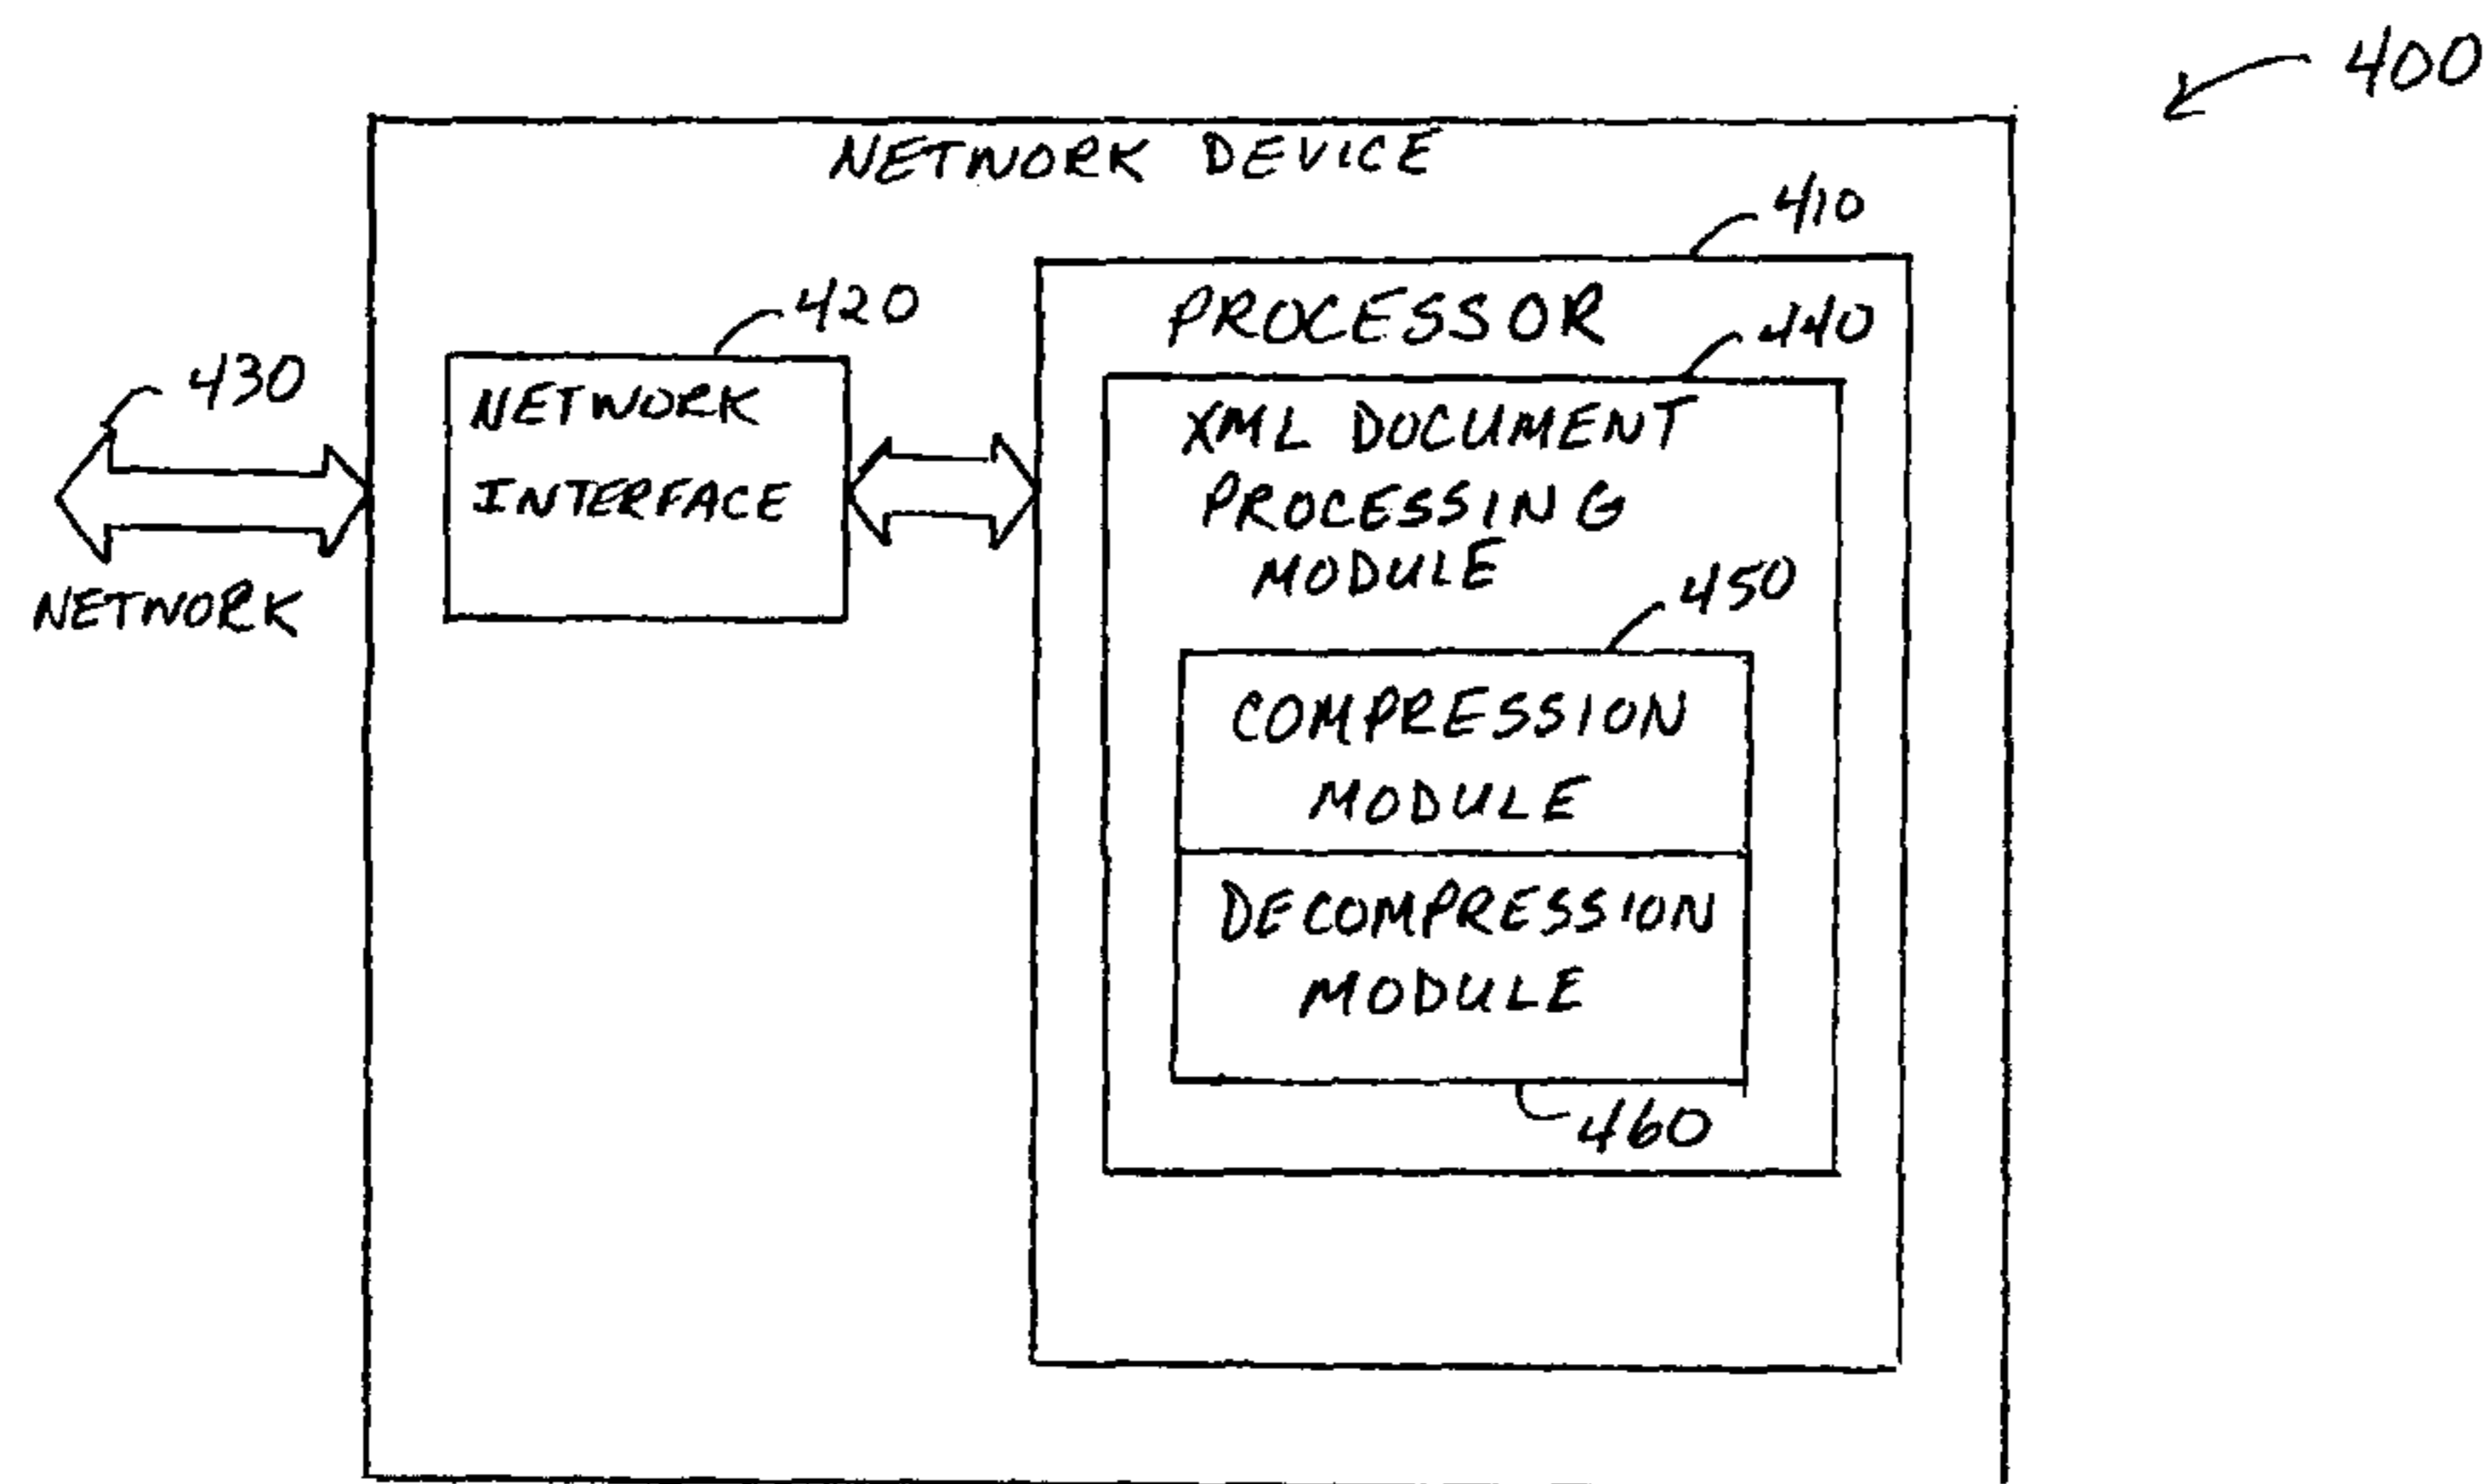 400
NETWORK DEVICE
410
PROCESSOR
420
440
430
NETWORK
INTERFACE
XML DOCUMENT
PROCESSING
MODULE
NETWORK
450
COMPRESSION
MODULE
DECOMPRESSION
MODULE
460